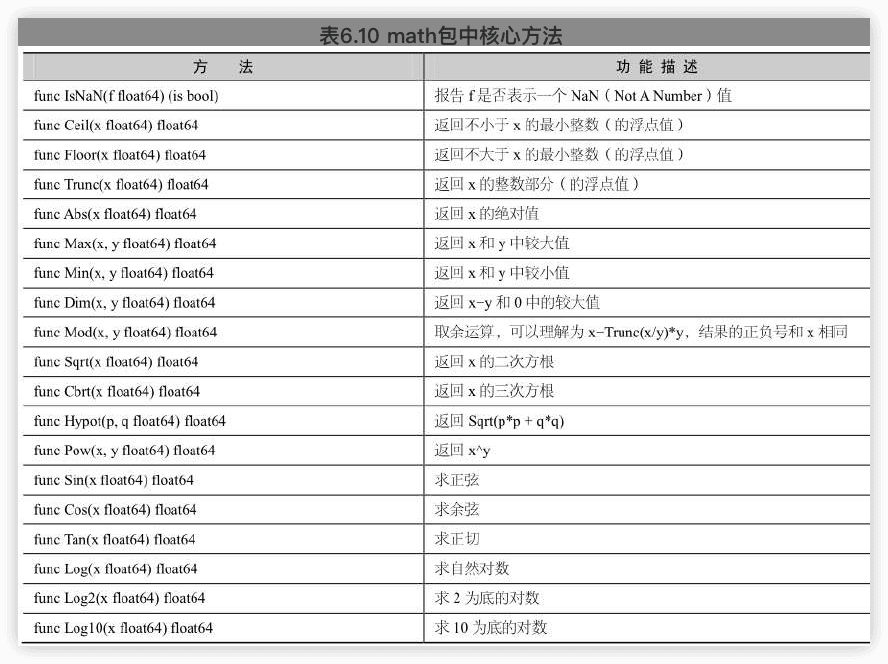 表6.10 math包中核心方法
方 法 功 能 描 述
func IsNaN(f float64) (is bool) 报告 f 是否表示一个 NaN（Not A Number）值
func Ceil(x float64) float64 返回不小于 x 的最小整数（的浮点值）
func Floor(x float64) float64 返回不大于 x 的最小整数（的浮点值）
func Trunc(x float64) float64 返回 x 的整数部分（的浮点值）
func Abs(x float64) float64 返回 x 的绝对值
func Max(x, y float64) float64 返回 x 和 y 中较大值
func Min(x, y float64) float64 返回 x 和 y 中较小值
func Dim(x, y float64) float64 返回 x-y 和 0 中的较大值
func Mod(x, y float64) float64 取余运算，可以理解为 x-Trunc(x/y)*y，结果的正负号和 x 相同
func Sqrt(x float64) float64 返回 x 的二次方根
func Cbrt(x float64) float64 返回 x 的三次方根
func Hypot(p, q float64) float64 返回 Sqrt(p*p + q*q)
func Pow(x, y float64) float64 返回 x^y
func Sin(x float64) float64 求正弦
func Cos(x float64) float64 求余弦
func Tan(x float64) float64 求正切
func Log(x float64) float64 求自然对数
func Log2(x float64) float64 求 2 为底的对数
func Log10(x float64) float64 求 10 为底的对数